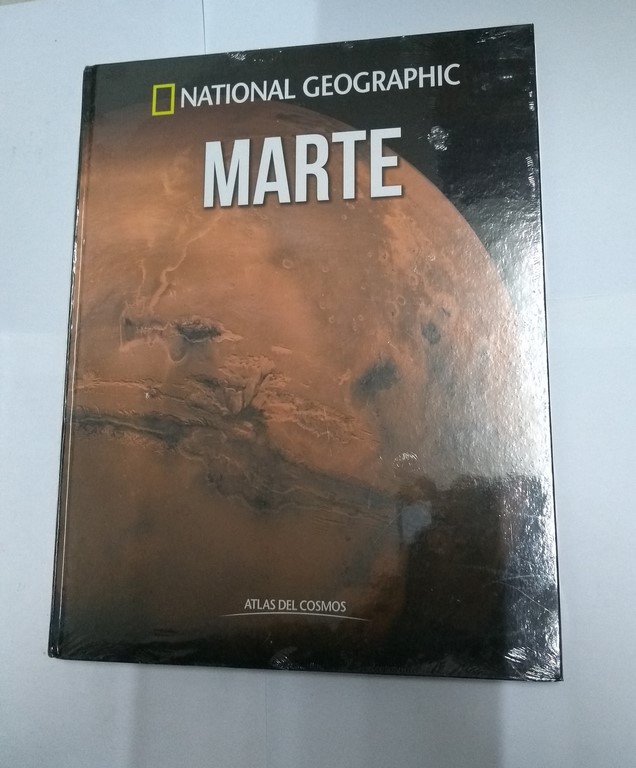 NATIONAL GEOGRAPHIC
MARTE
ATLAS DEL COSMOS